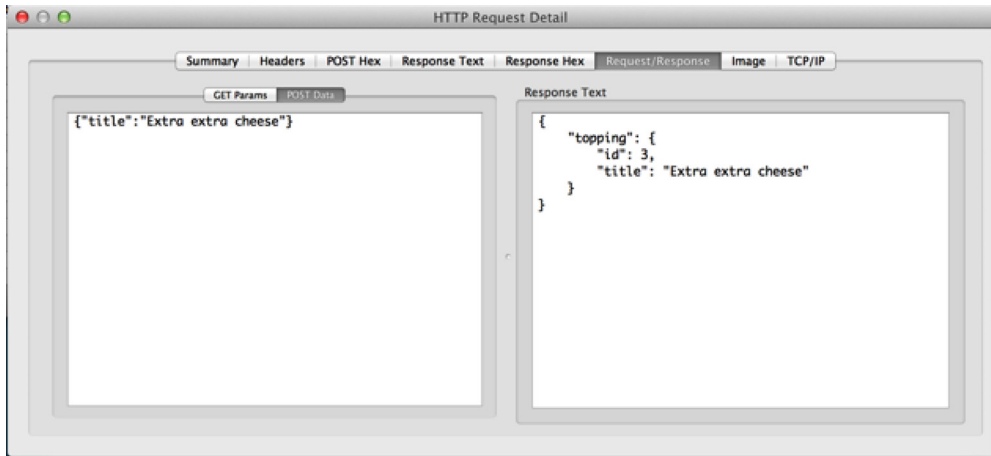 HTTP Request Detail
Summary Headers POST Hex Response Text Response Hex Request/Response Image TCP/IP
GET Params POST Data
{"title":"Extra extra cheese"}
Response Text
{
    "topping": {
        "id": 3,
        "title": "Extra extra cheese"
    }
}